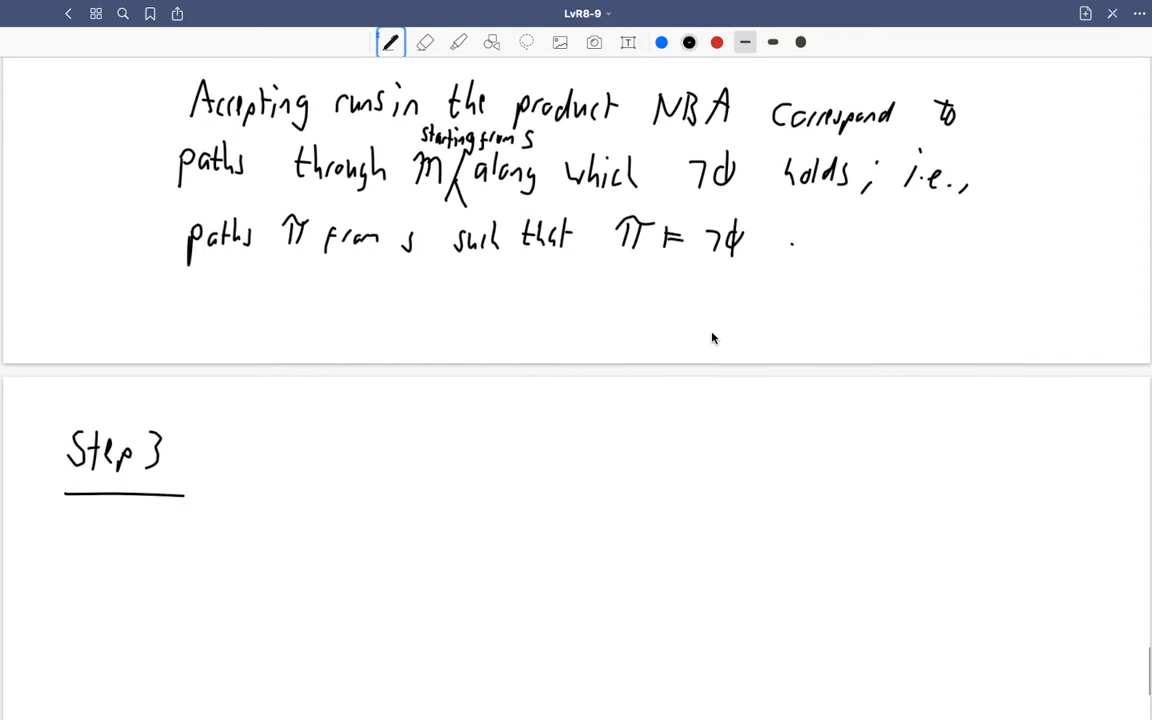 LvR8-9
Accepting runs in the product NBA correspond to
starting from s
paths through M along which ¬ϕ holds; i.e.,
paths π from s such that π ⊨ ¬ϕ .
Step 3